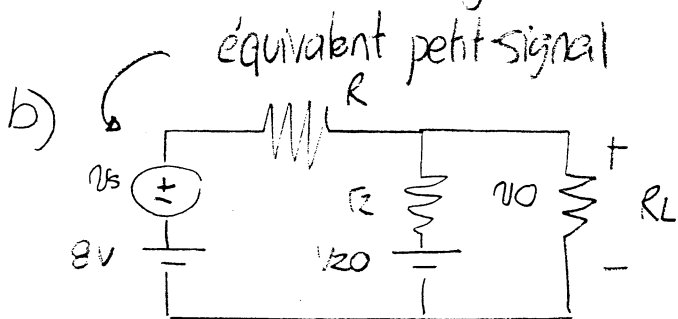 équivalent petit-signal
b)
R
vs
+
-
8V
rz
Vzo
vo
+
-
RL